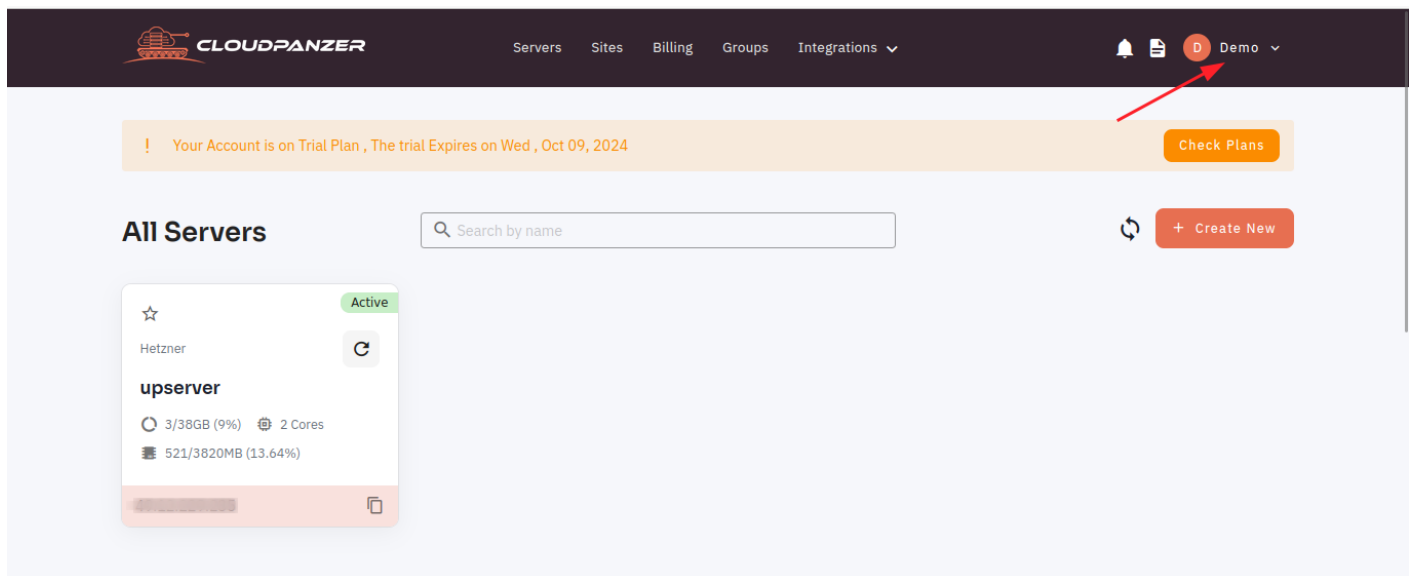 CLOUDPANZER
Servers Sites Billing Groups Integrations
D Demo
! Your Account is on Trial Plan , The trial Expires on Wed , Oct 09, 2024
Check Plans
All Servers
Search by name
+ Create New
Active
Hetzner
upserver
3/38GB (9%) 2 Cores
521/3820MB (13.64%)